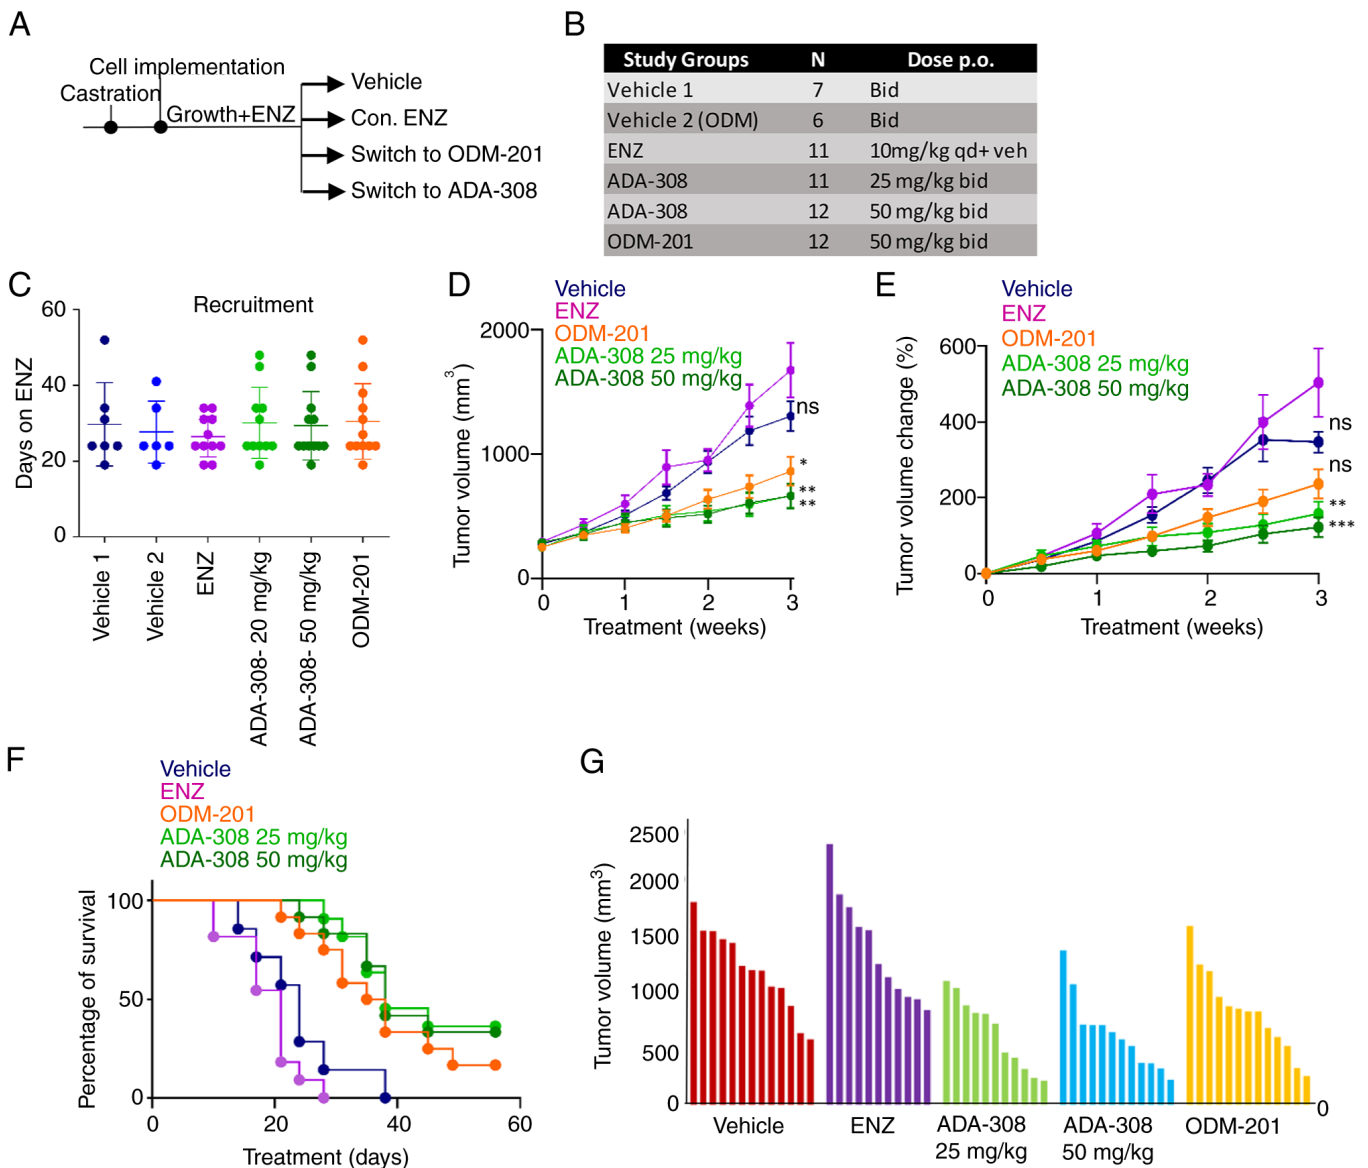 A
Cell implementation
Castration
Growth+ENZ
Vehicle
Con. ENZ
Switch to ODM-201
Switch to ADA-308
B
Study Groups N Dose p.o.
Vehicle 1 7 Bid
Vehicle 2 (ODM) 6 Bid
ENZ 11 10mg/kg qd+ veh
ADA-308 11 25 mg/kg bid
ADA-308 12 50 mg/kg bid
ODM-201 12 50 mg/kg bid
C
Recruitment
Days on ENZ
60
40
20
0
Vehicle 1
Vehicle 2
ENZ
ADA-308- 20 mg/kg
ADA-308- 50 mg/kg
ODM-201
D
Vehicle
ENZ
ODM-201
ADA-308 25 mg/kg
ADA-308 50 mg/kg
Tumor volume (mm3)
2000
1000
0
ns
*
**
**
0 1 2 3
Treatment (weeks)
E
Vehicle
ENZ
ODM-201
ADA-308 25 mg/kg
ADA-308 50 mg/kg
Tumor volume change (%)
600
400
200
0
ns
ns
**
***
0 1 2 3
Treatment (weeks)
F
Vehicle
ENZ
ODM-201
ADA-308 25 mg/kg
ADA-308 50 mg/kg
Percentage of survival
100
50
0
0 20 40 60
Treatment (days)
G
Tumor volume (mm3)
2500
2000
1500
1000
500
0
0
Vehicle
ENZ
ADA-308
25 mg/kg
ADA-308
50 mg/kg
ODM-201